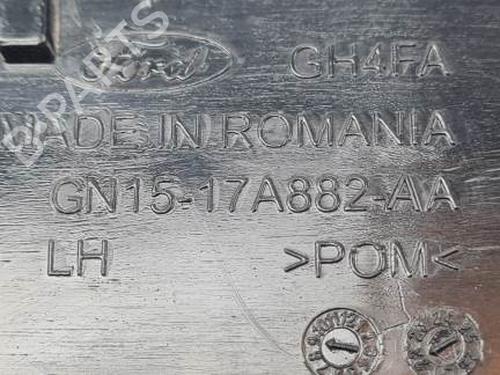 Ford GH4FA
MADE IN ROMANIA
GN15-17A882-AA
LH >POM<